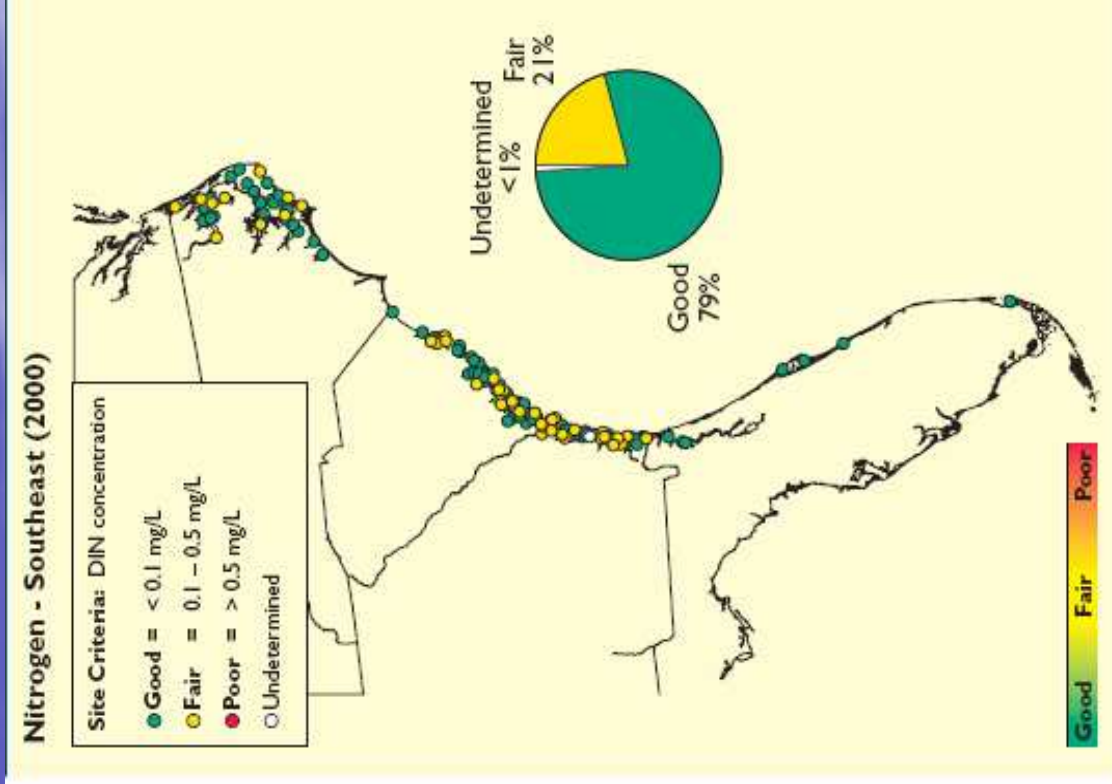 Nitrogen - Southeast (2000)
Site Criteria: DIN concentration
Good = < 0.1 mg/L
Fair = 0.1 – 0.5 mg/L
Poor = > 0.5 mg/L
Undetermined
Undetermined
<1%
Fair
21%
Good
79%
Good Fair Poor